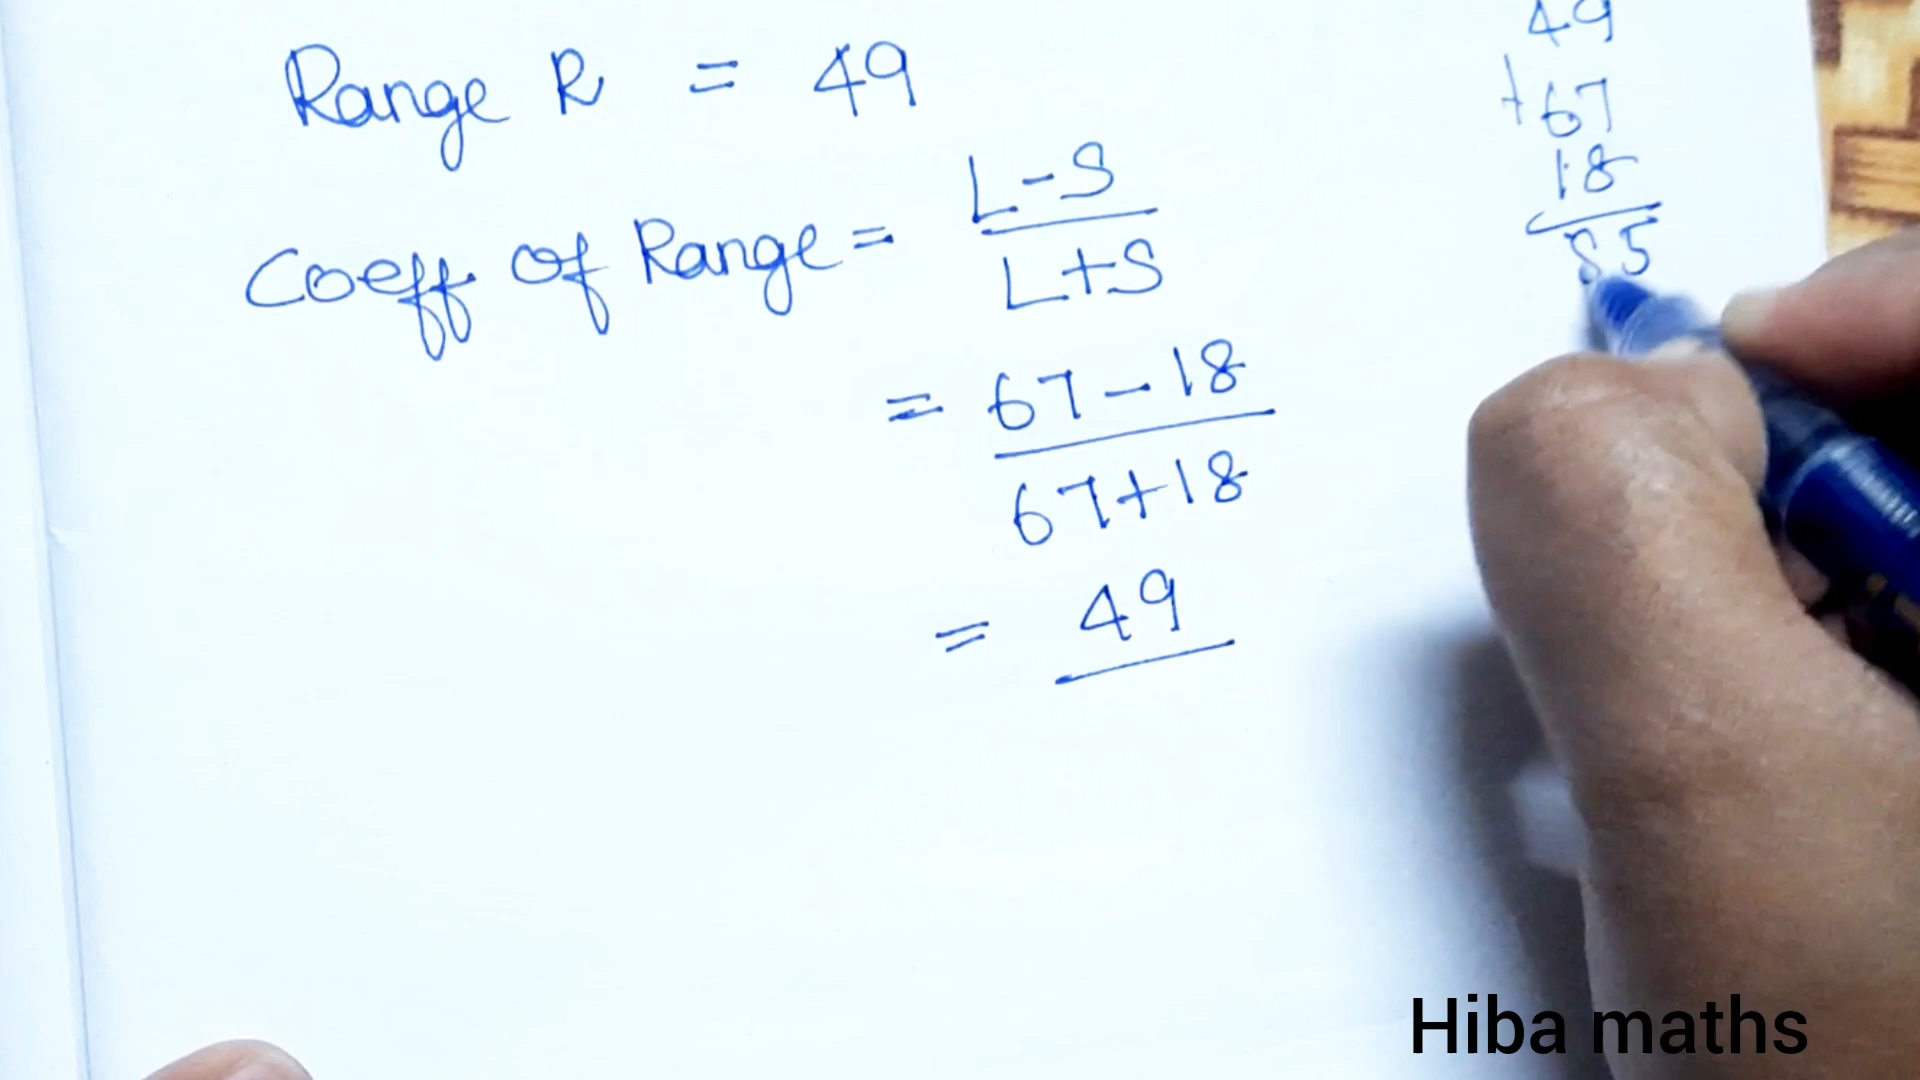 Range R = 49
Coeff of Range = L-S
L+S
= 67-18
67+18
= 49
49
+67
18
85
Hiba maths